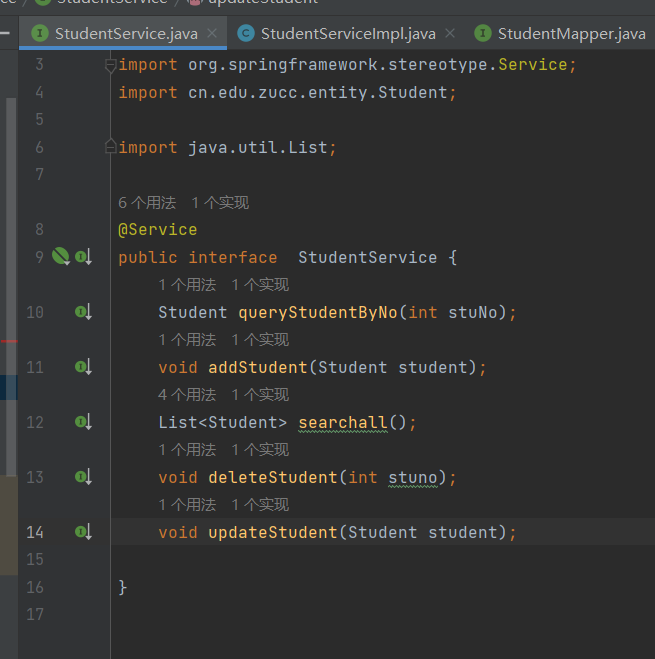 StudentService
updateStudent
StudentService.java
StudentServiceImpl.java
StudentMapper.java
3 import org.springframework.stereotype.Service;
4 import cn.edu.zucc.entity.Student;
5
6 import java.util.List;
7
6 个用法 1 个实现
8 @Service
9 public interface  StudentService {
1 个用法 1 个实现
10 Student queryStudentByNo(int stuNo);
1 个用法 1 个实现
11 void addStudent(Student student);
4 个用法 1 个实现
12 List<Student> searchall();
1 个用法 1 个实现
13 void deleteStudent(int stuno);
1 个用法 1 个实现
14 void updateStudent(Student student);
15
16 }
17